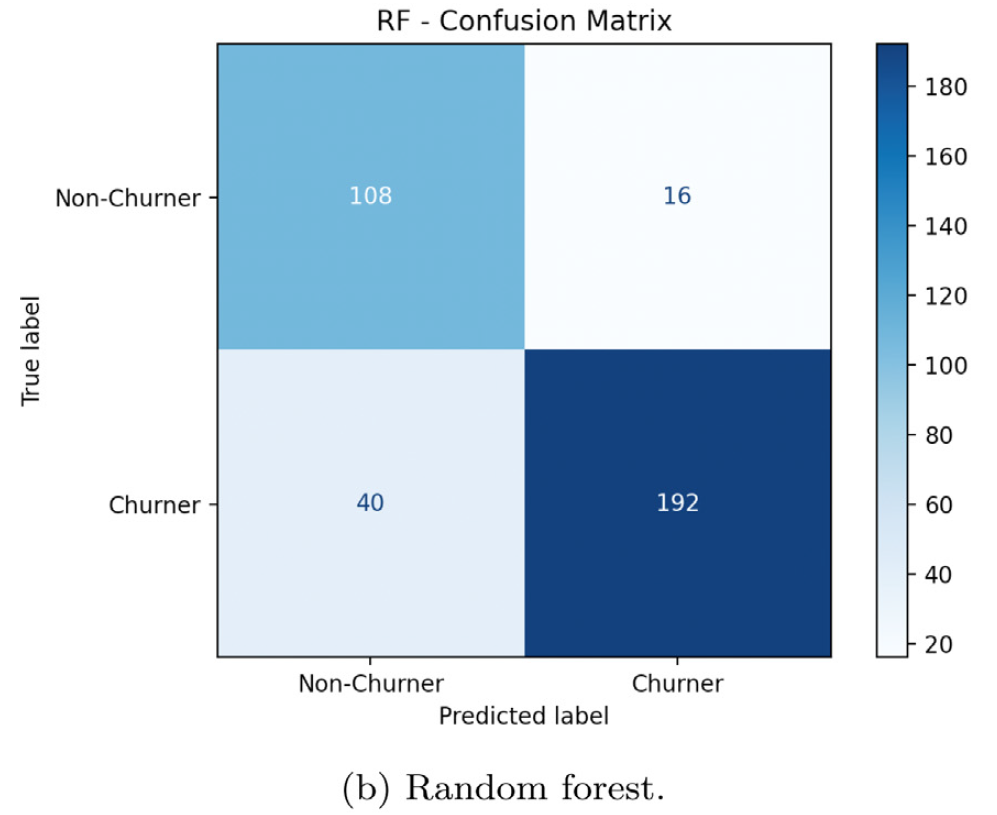 RF - Confusion Matrix
180
160
140
120
100
80
60
40
20
True label
Non-Churner
108
16
Churner
40
192
Non-Churner Churner
Predicted label
(b) Random forest.